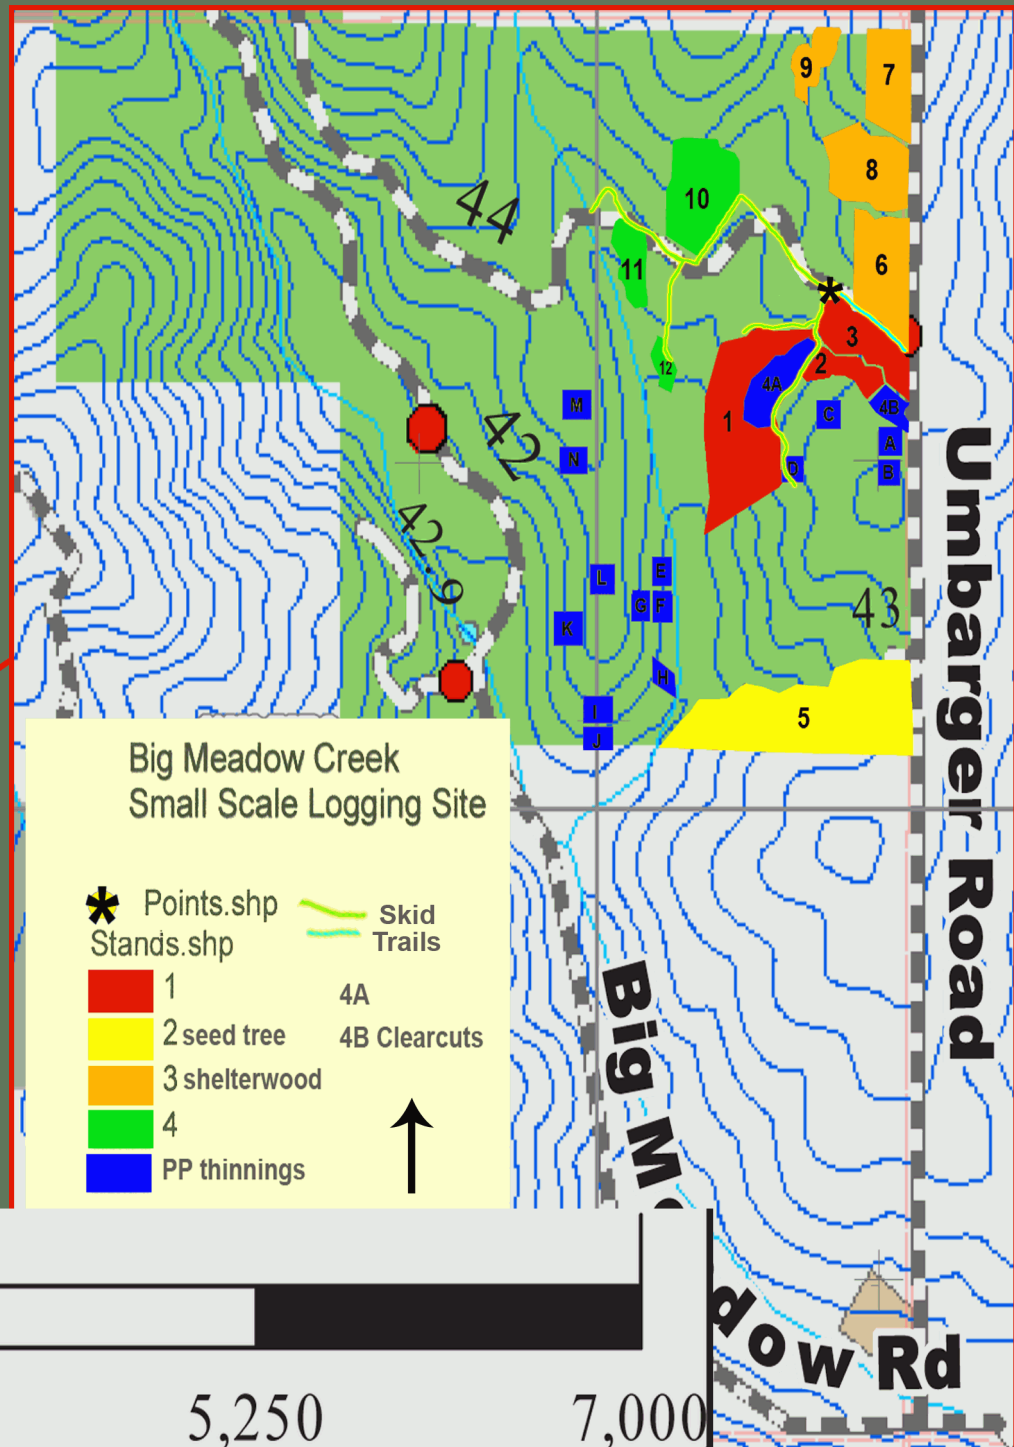 9
7
8
10
44
6
11
3
12
2
4A
1
4B
M
C
42
A
N
D
B
42.9
E
L
G
F
K
43
H
I
5
J
Umbarger Road
Big Meadow Creek
Small Scale Logging Site
Points.shp
Skid
Trails
Stands.shp
1
4A
2 seed tree
4B Clearcuts
3 shelterwood
4
PP thinnings
Big Me
dow Rd
5,250
7,000